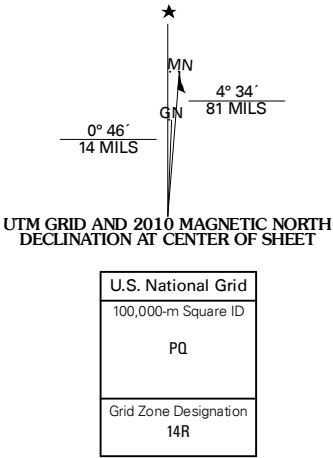 MN
GN
4° 34´
81 MILS
0° 46´
14 MILS
UTM GRID AND 2010 MAGNETIC NORTH
DECLINATION AT CENTER OF SHEET
U.S. National Grid
100,000-m Square ID
PQ
Grid Zone Designation
14R